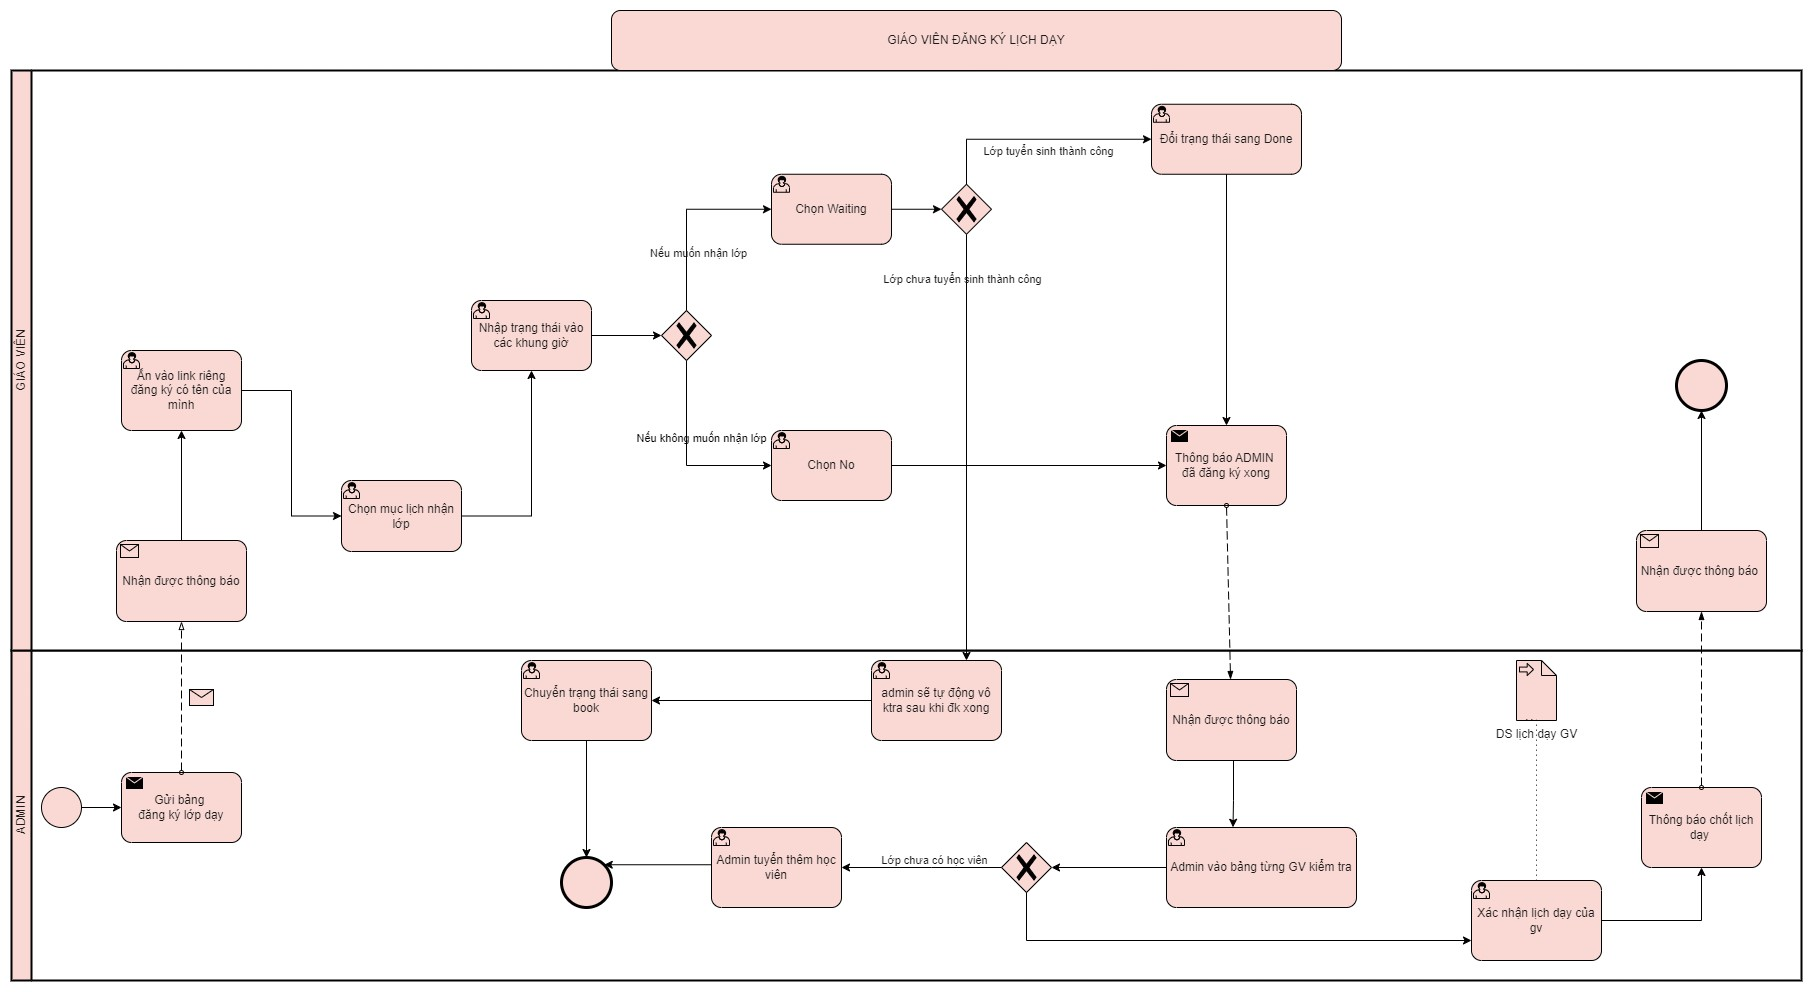 GIÁO VIÊN ĐĂNG KÝ LỊCH DẠY
GIÁO VIÊN
Đổi trạng thái sang Done
Lớp tuyển sinh thành công
Chọn Waiting
Nếu muốn nhận lớp
Lớp chưa tuyển sinh thành công
Nhập trạng thái vào
các khung giờ
Ấn vào link riêng
đăng ký có tên của
mình
Nếu không muốn nhận lớp
Chọn No
Thông báo ADMIN
đã đăng ký xong
Chọn mục lịch nhận
lớp
Nhận được thông báo
Nhận được thông báo
ADMIN
Chuyển trạng thái sang
book
admin sẽ tự động vô
ktra sau khi đk xong
Nhận được thông báo
DS lịch dạy GV
Gửi bảng
đăng ký lớp dạy
Thông báo chốt lịch
dạy
Admin tuyển thêm học
viên
Lớp chưa có học viên
Admin vào bảng từng GV kiểm tra
Xác nhận lịch dạy của
gv